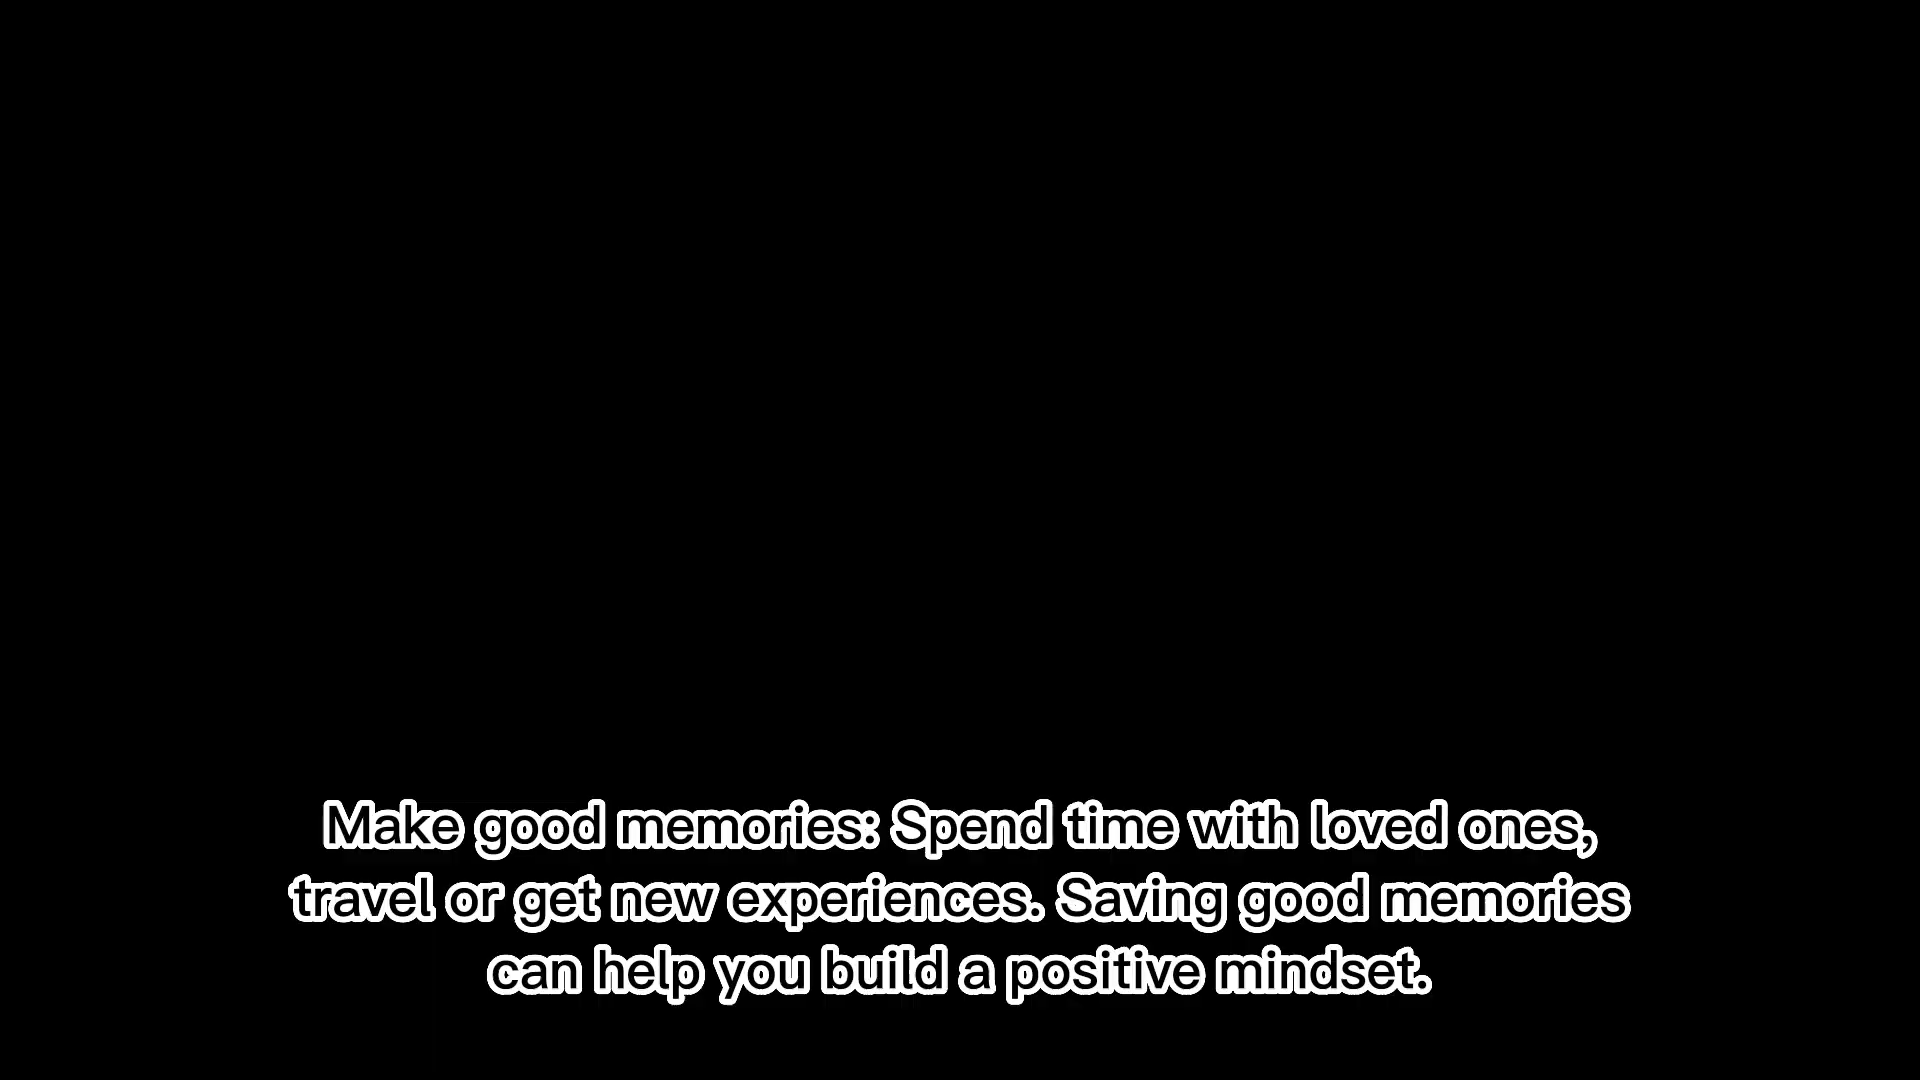 Make good memories: Spend time with loved ones,
travel or get new experiences. Saving good memories
can help you build a positive mindset.